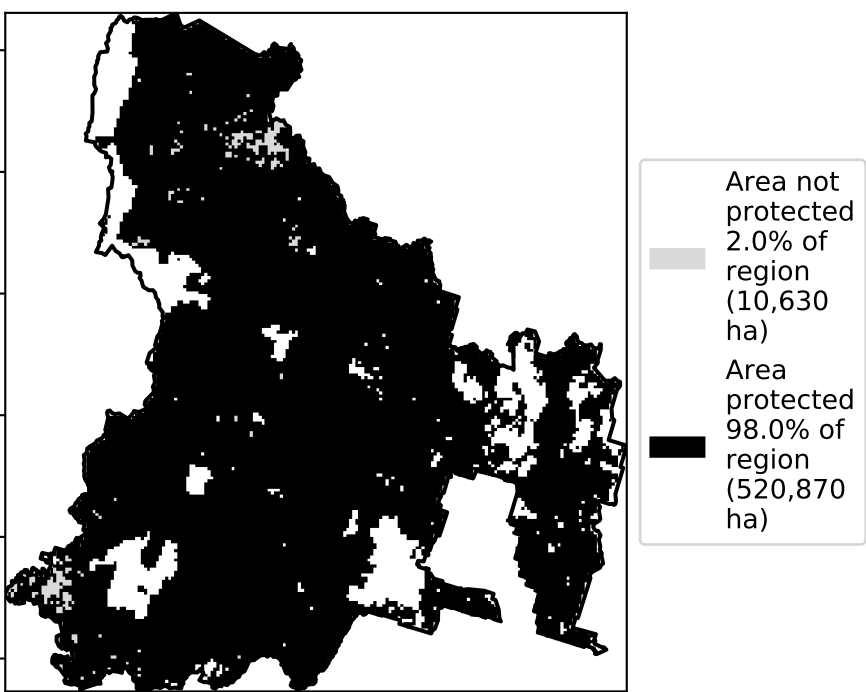 Area not
protected
2.0% of
region
(10,630
ha)
Area
protected
98.0% of
region
(520,870
ha)